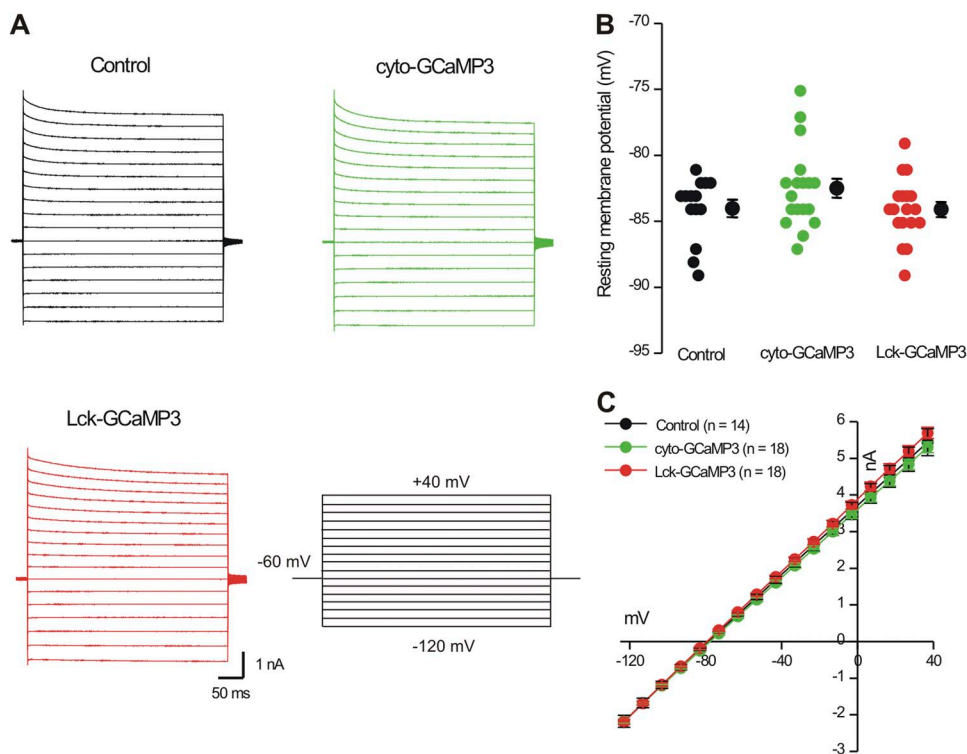 A
Control
cyto-GCaMP3
Lck-GCaMP3
+40 mV
-60 mV
-120 mV
1 nA
50 ms
B
Resting membrane potential (mV)
-70
-75
-80
-85
-90
-95
Control
cyto-GCaMP3
Lck-GCaMP3
C
Control (n = 14)
cyto-GCaMP3 (n = 18)
Lck-GCaMP3 (n = 18)
nA
6
5
4
3
2
1
0
-1
-2
-3
mV
-120
-80
-40
0
40